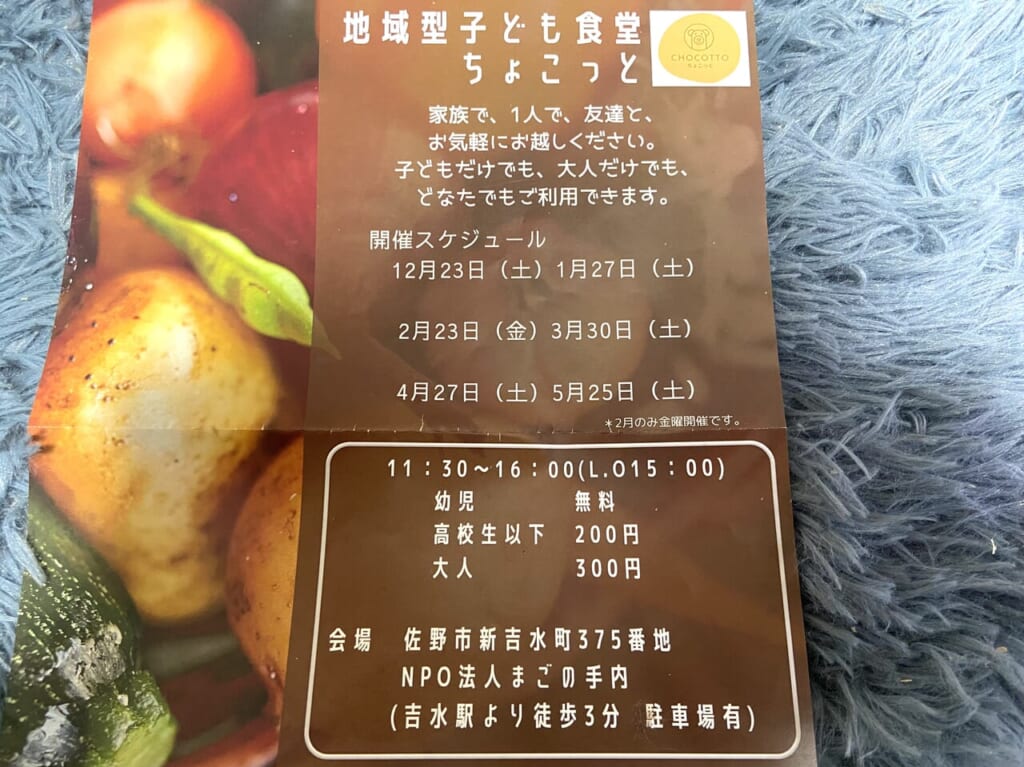 地域型子ども食堂
ちょこっと
CHOCOTTO
ちょこっと
家族で、1人で、友達と、
お気軽にお越しください。
子どもだけでも、大人だけでも、
どなたでもご利用できます。
開催スケジュール
12月23日（土）1月27日（土）
2月23日（金）3月30日（土）
4月27日（土）5月25日（土）
＊2月のみ金曜開催です。
11：30～16：00(L.O15：00)
幼児 無料
高校生以下 200円
大人 300円
会場 佐野市新吉水町375番地
NPO法人まごの手内
(吉水駅より徒歩3分 駐車場有)